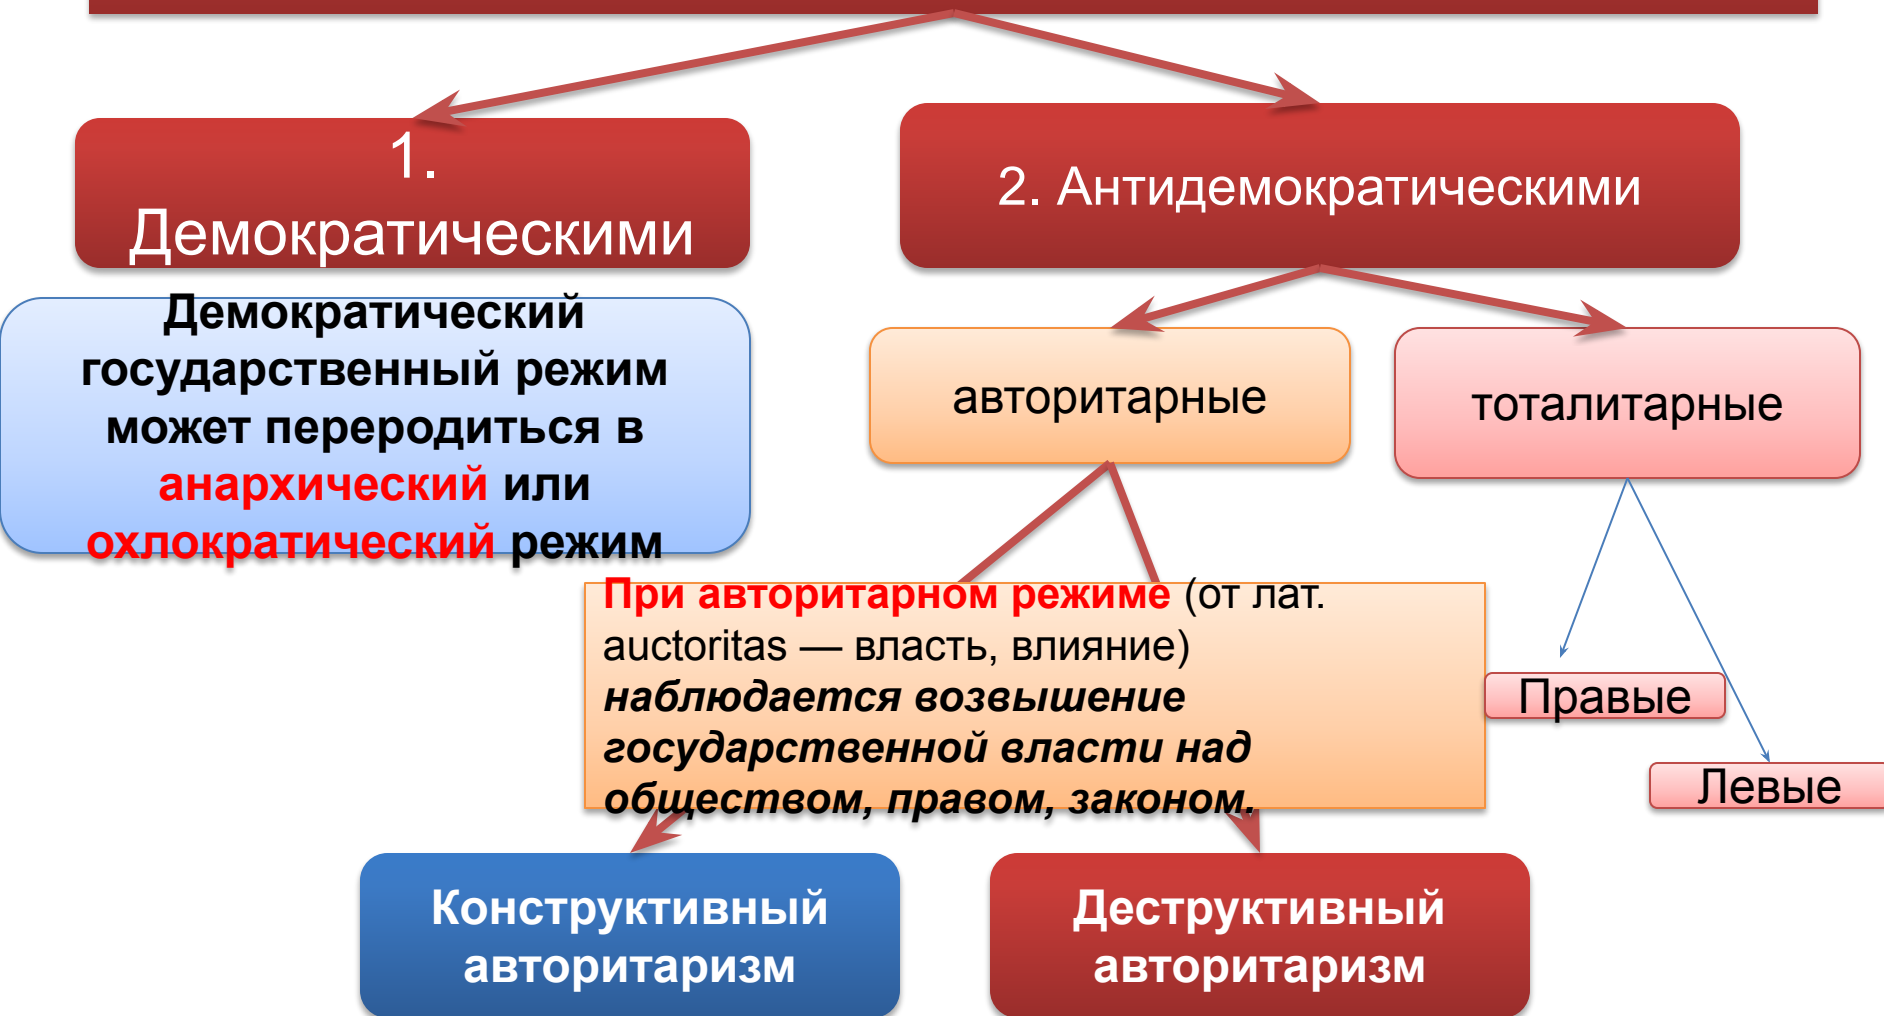 1.
Демократическими
2. Антидемократическими
Демократический
государственный режим
может переродиться в
анархический или
охлократический режим
авторитарные
тоталитарные
При авторитарном режиме (от лат.
auctoritas — власть, влияние)
наблюдается возвышение
государственной власти над
обществом, правом, законом.
Правые
Левые
Конструктивный
авторитаризм
Деструктивный
авторитаризм